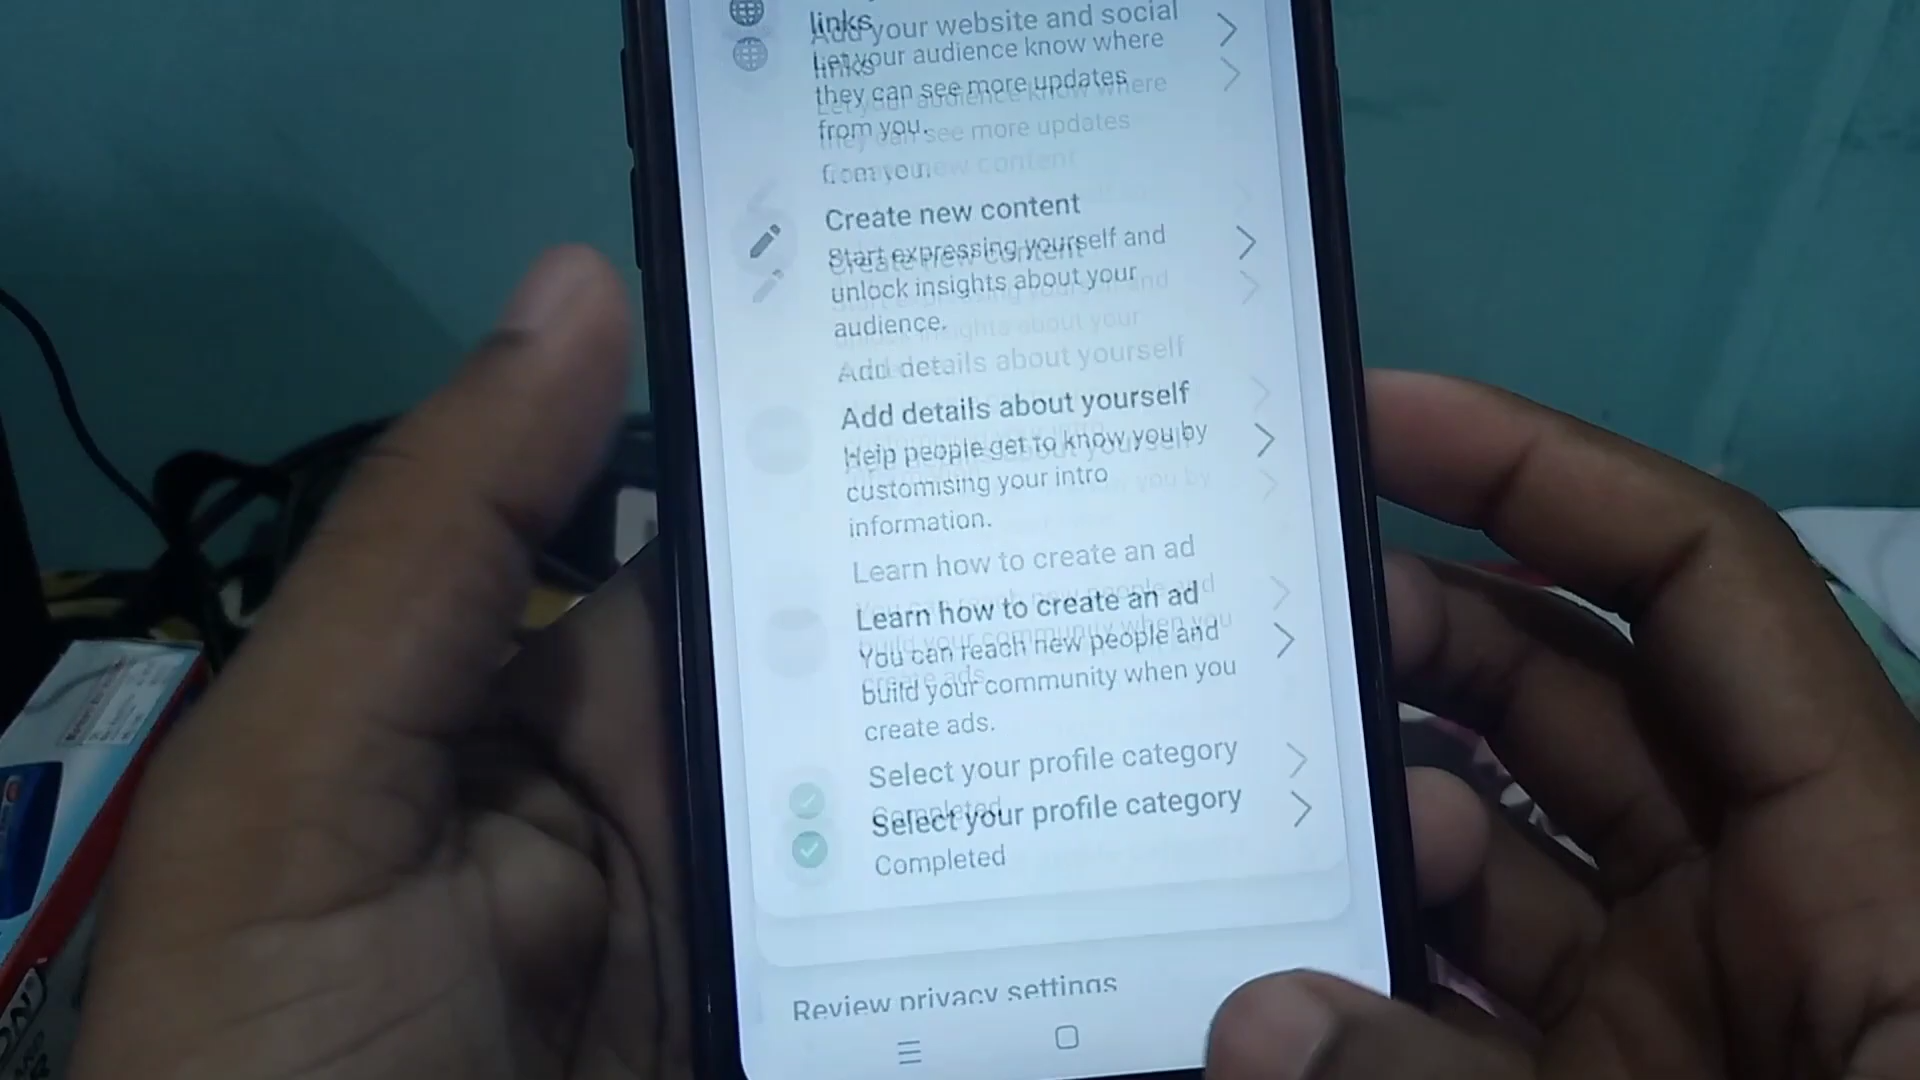 Add your website and social
links
Let your audience know where
they can see more updates
from you.
Create new content
Start expressing yourself and
unlock insights about your
audience.
Add details about yourself
Help people get to know you by
customising your intro
information.
Learn how to create an ad
You can reach new people and
build your community when you
create ads.
Select your profile category
Completed
Review privacy settings